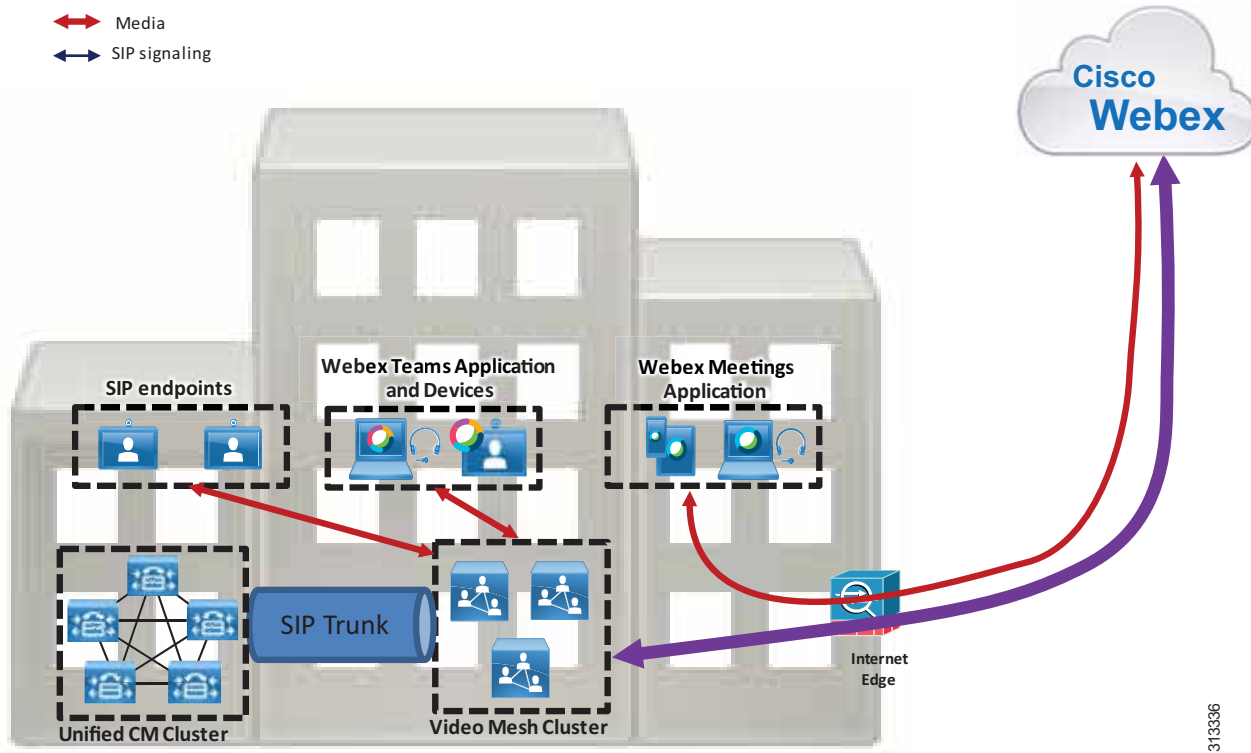 Media
SIP signaling
Cisco
Webex
SIP endpoints
Webex Teams Application
and Devices
Webex Meetings
Application
SIP Trunk
Internet
Edge
Unified CM Cluster
Video Mesh Cluster
313336